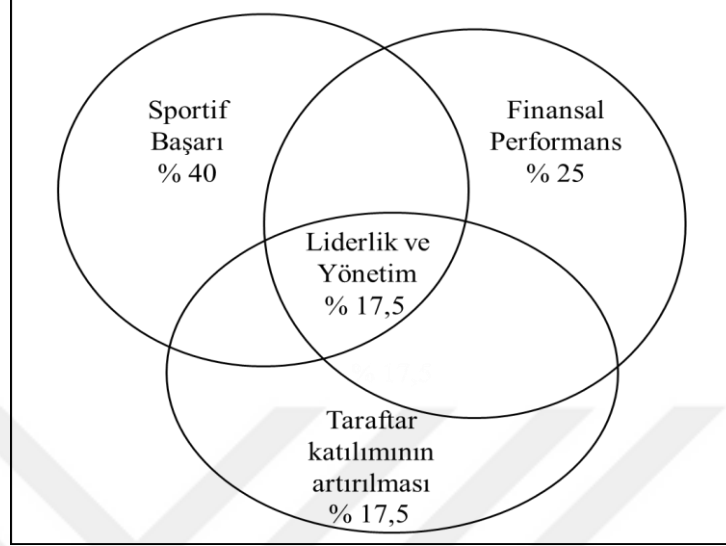 Sportif
Başarı
% 40
Finansal
Performans
% 25
Liderlik ve
Yönetim
% 17,5
Taraftar
katılımının
artırılması
% 17,5